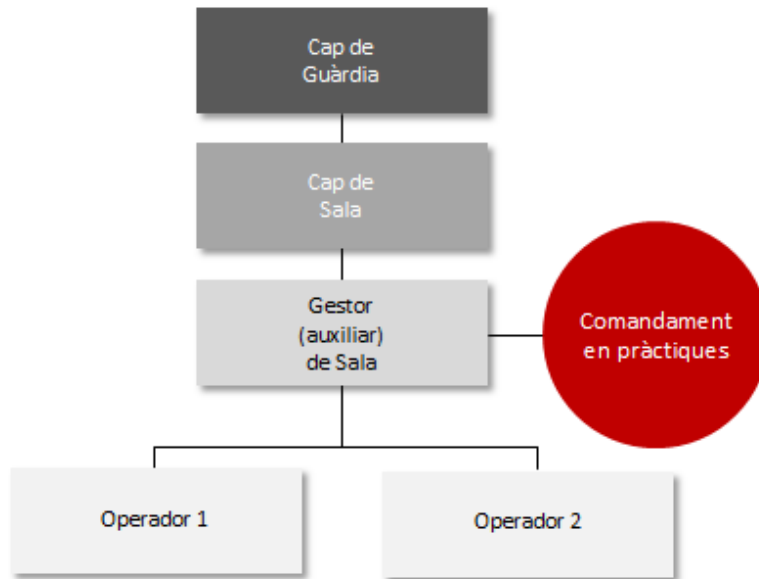 Cap de
Guàrdia
Cap de
Sala
Gestor
(auxiliar)
de Sala
Comandament
en pràctiques
Operador 1
Operador 2